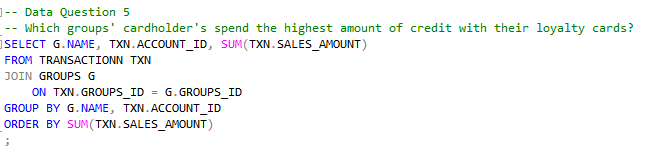 -- Data Question 5
-- Which groups' cardholder's spend the highest amount of credit with their loyalty cards?
SELECT G.NAME, TXN.ACCOUNT_ID, SUM(TXN.SALES_AMOUNT)
FROM TRANSACTIONN TXN
JOIN GROUPS G
    ON TXN.GROUPS_ID = G.GROUPS_ID
GROUP BY G.NAME, TXN.ACCOUNT_ID
ORDER BY SUM(TXN.SALES_AMOUNT)
;